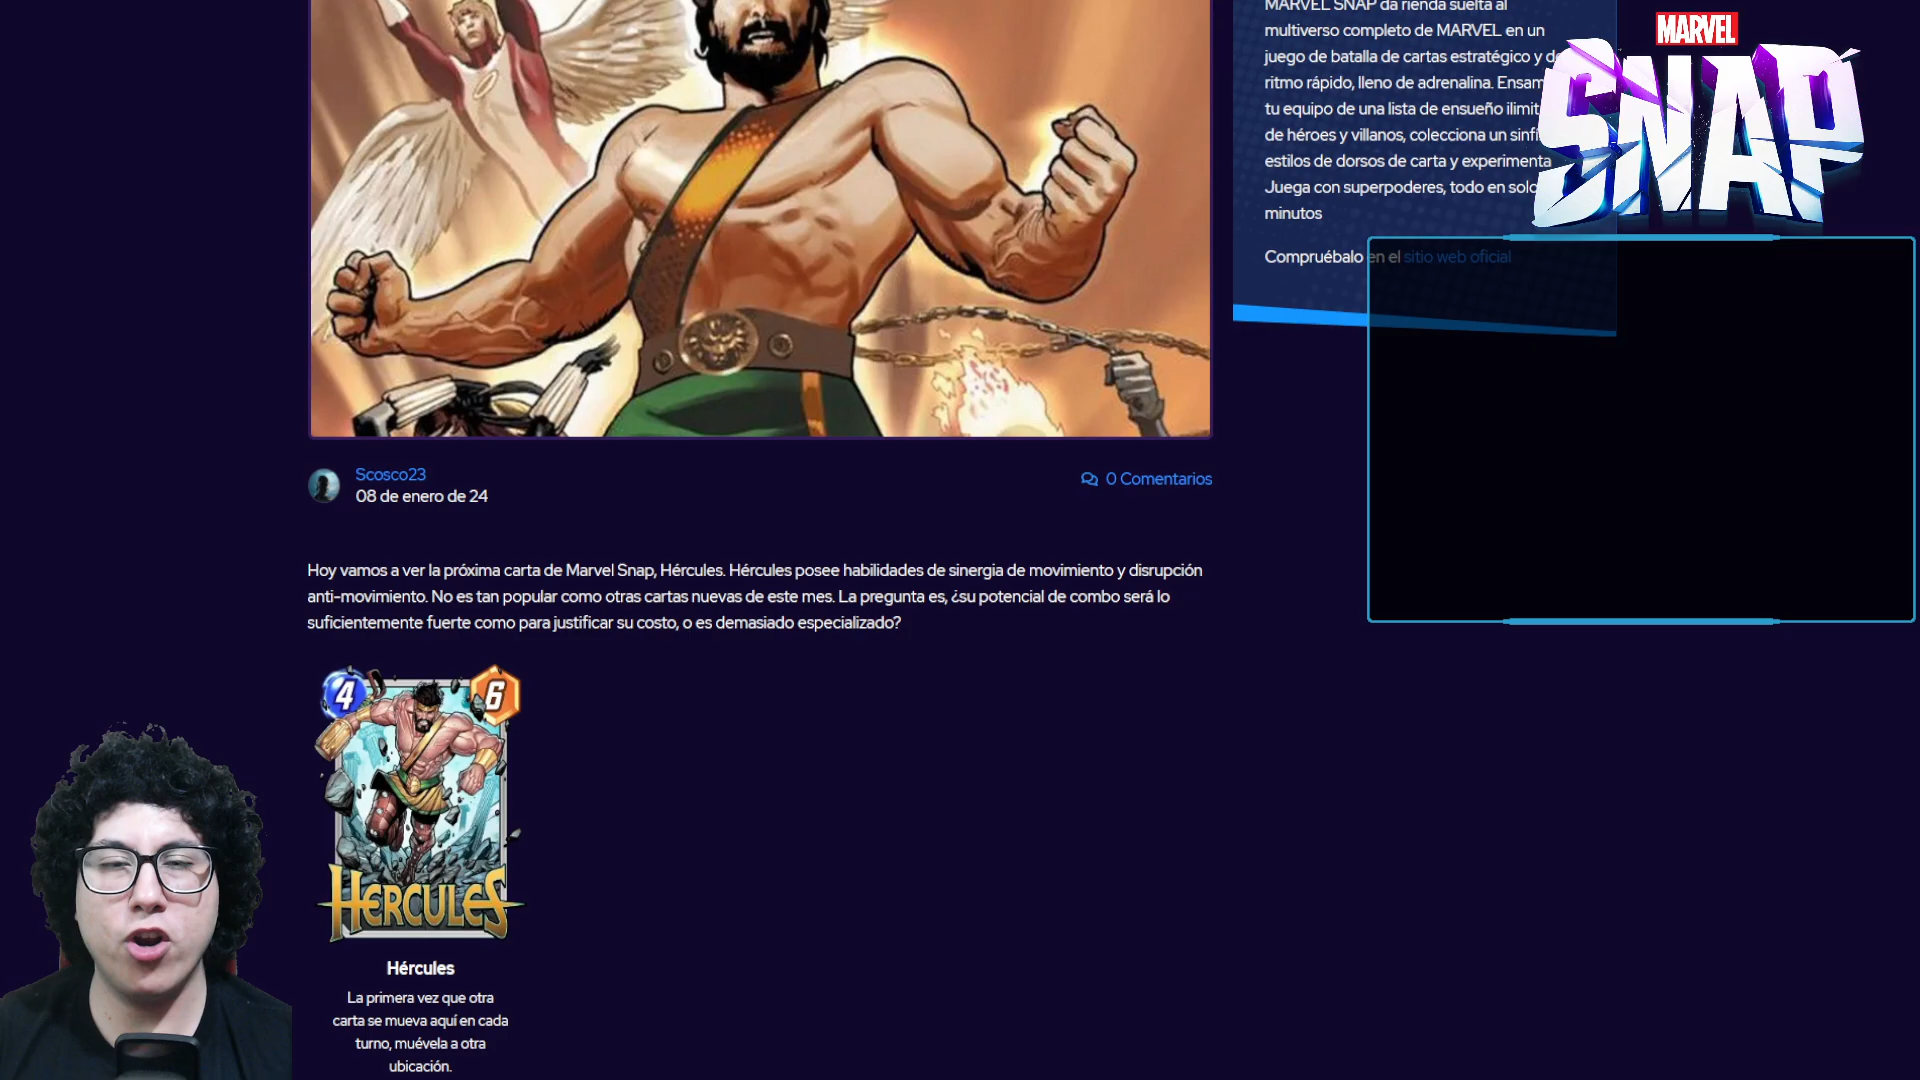 MARVEL SNAP da rienda suelta al
multiverso completo de MARVEL en un
juego de batalla de cartas estratégico y de
ritmo rápido, lleno de adrenalina. Ensam
tu equipo de una lista de ensueño ilimit
de héroes y villanos, colecciona un sinf
estilos de dorsos de carta y experimenta
Juega con superpoderes, todo en solo
minutos
Compruébalo en el sitio web oficial
MARVEL
SNAP
Scosco23
08 de enero de 24
0 Comentarios
Hoy vamos a ver la próxima carta de Marvel Snap, Hércules. Hércules posee habilidades de sinergia de movimiento y disrupción
anti-movimiento. No es tan popular como otras cartas nuevas de este mes. La pregunta es, ¿su potencial de combo será lo
suficientemente fuerte como para justificar su costo, o es demasiado especializado?
4
6
HERCULES
Hércules
La primera vez que otra
carta se mueva aquí en cada
turno, muévela a otra
ubicación.